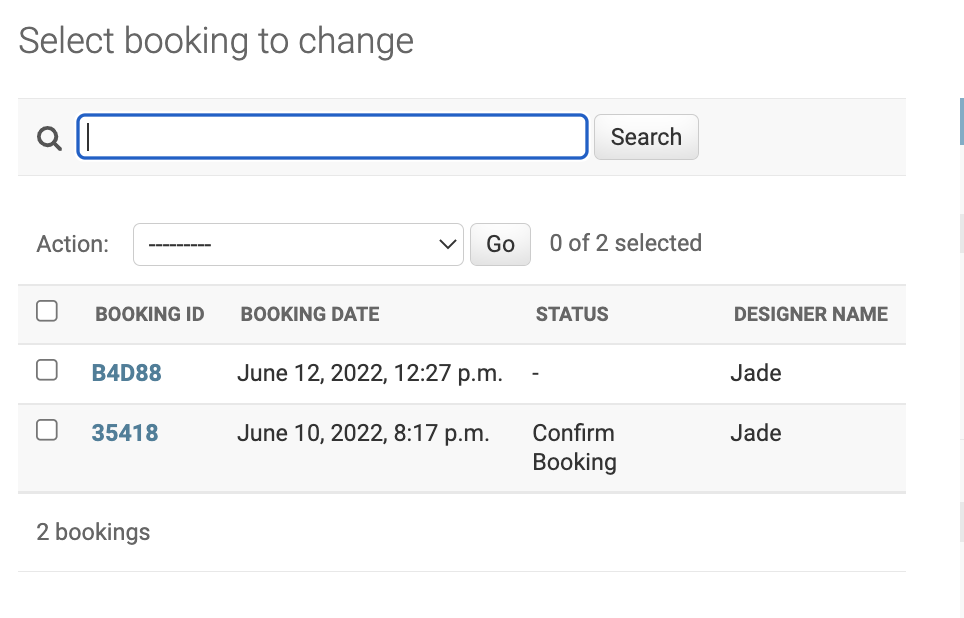 Select booking to change
Search
Action: --------- Go 0 of 2 selected
BOOKING ID BOOKING DATE STATUS DESIGNER NAME
B4D88 June 12, 2022, 12:27 p.m. - Jade
35418 June 10, 2022, 8:17 p.m. Confirm Jade
Booking
2 bookings